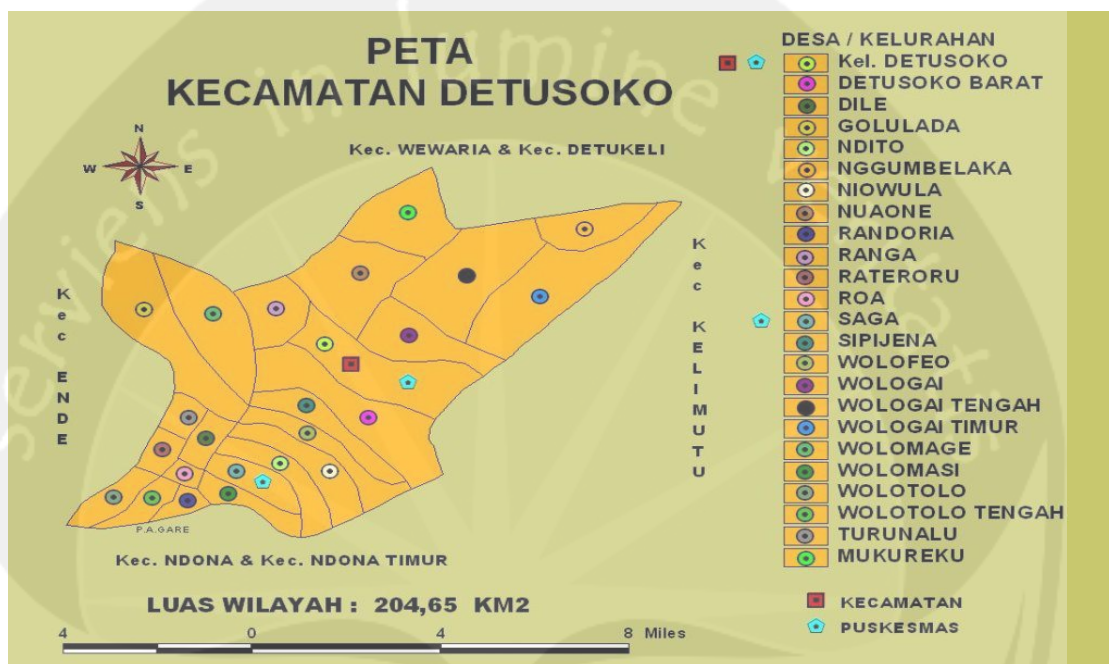 PETA
KECAMATAN DETUSOKO
N
W E
S
Kec. WEWARIA & Kec. DETUKELI
Kec ENDE
Kec KELIMUTU
P.A.GARE
Kec. NDONA & Kec. NDONA TIMUR
LUAS WILAYAH : 204,65 KM2
4 0 4 8 Miles
DESA / KELURAHAN
Kel. DETUSOKO
DETUSOKO BARAT
DILE
GOLULADA
NDITO
NGGUMBELAKA
NIOWULA
NUAONE
RANDORIA
RANGA
RATERORU
ROA
SAGA
SIPIJENA
WOLOFEO
WOLOGAI
WOLOGAI TENGAH
WOLOGAI TIMUR
WOLOMAGE
WOLOMASI
WOLOTOLO
WOLOTOLO TENGAH
TURUNALU
MUKUREKU
KECAMATAN
PUSKESMAS
serviens in lumine